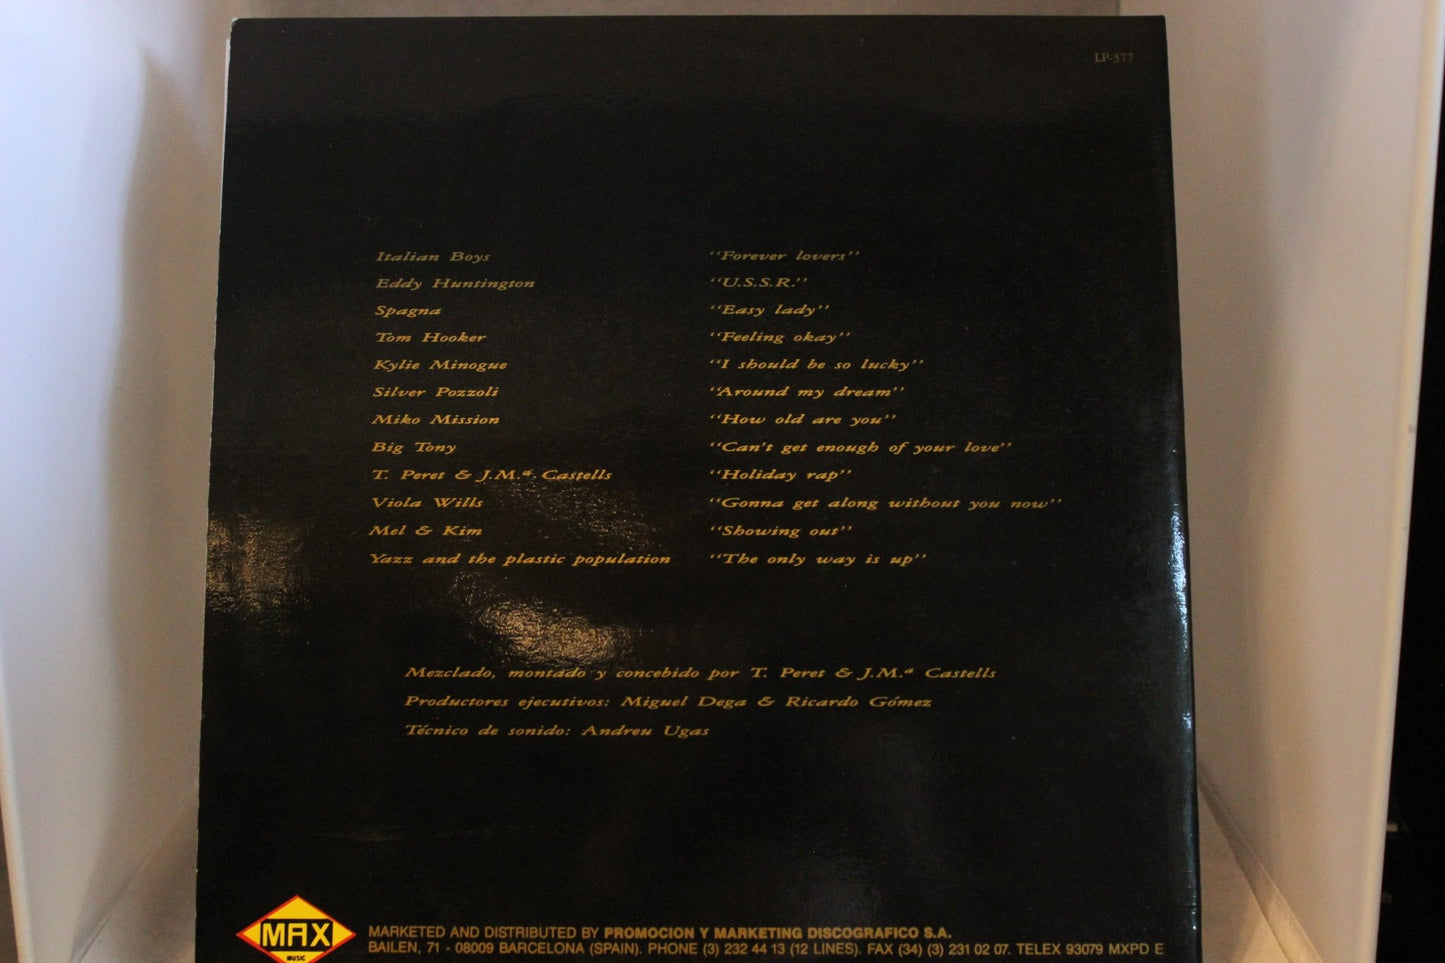 LP-377
Italian Boys "Forever lovers"
Eddy Huntington "U.S.S.R."
Spagna "Easy lady"
Tom Hooker "Feeling okay"
Kylie Minogue "I should be so lucky"
Silver Pozzoli "Around my dream"
Miko Mission "How old are you"
Big Tony "Can't get enough of your love"
T. Peret & J.M.ª Castells "Holiday rap"
Viola Wills "Gonna get along without you now"
Mel & Kim "Showing out"
Yazz and the plastic population "The only way is up"
Mezclado, montado y concebido por T. Peret & J.M.ª Castells
Productores ejecutivos: Miguel Dega & Ricardo Gómez
Técnico de sonido: Andreu Ugas
MAX
MUSIC
MARKETED AND DISTRIBUTED BY PROMOCION Y MARKETING DISCOGRAFICO S.A.
BAILEN, 71 - 08009 BARCELONA (SPAIN). PHONE (3) 232 44 13 (12 LINES). FAX (34) (3) 231 02 07. TELEX 93079 MXPD E